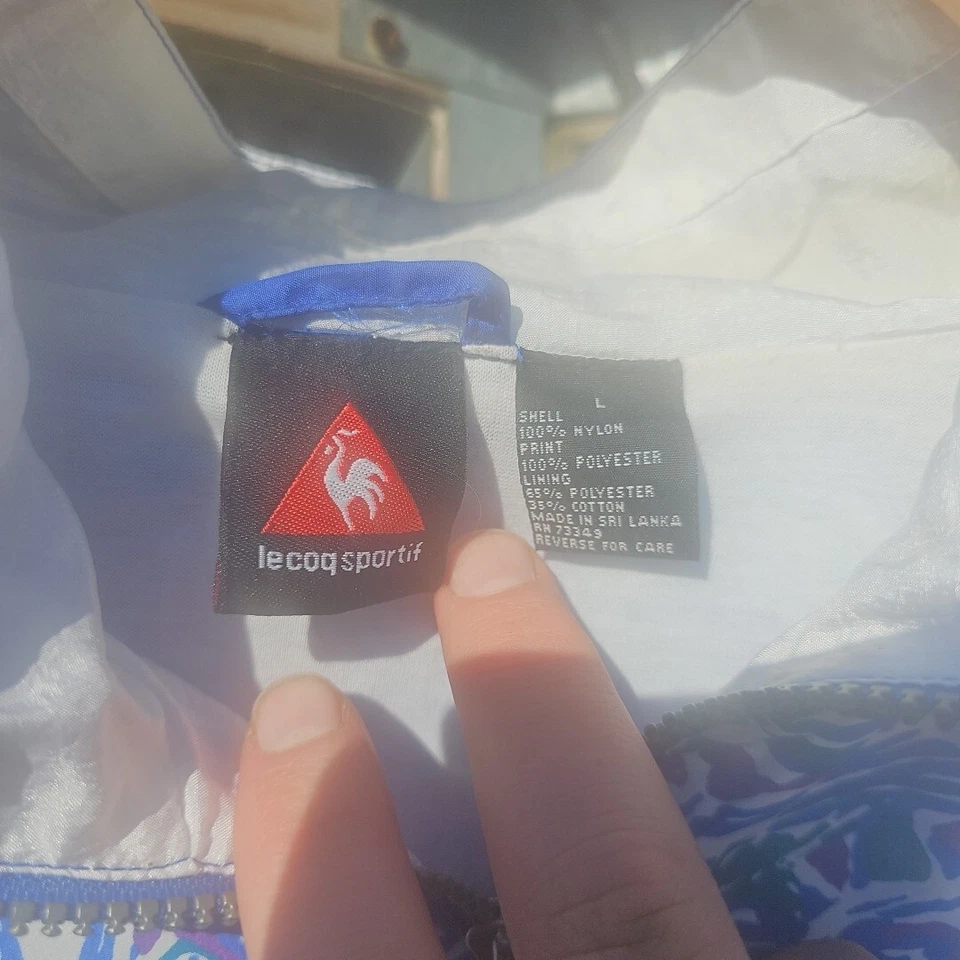 lecoqsportif
L
SHELL
100% NYLON
PRINT
100% POLYESTER
LINING
65% POLYESTER
35% COTTON
MADE IN SRI LANKA
RN 73349
REVERSE FOR CARE